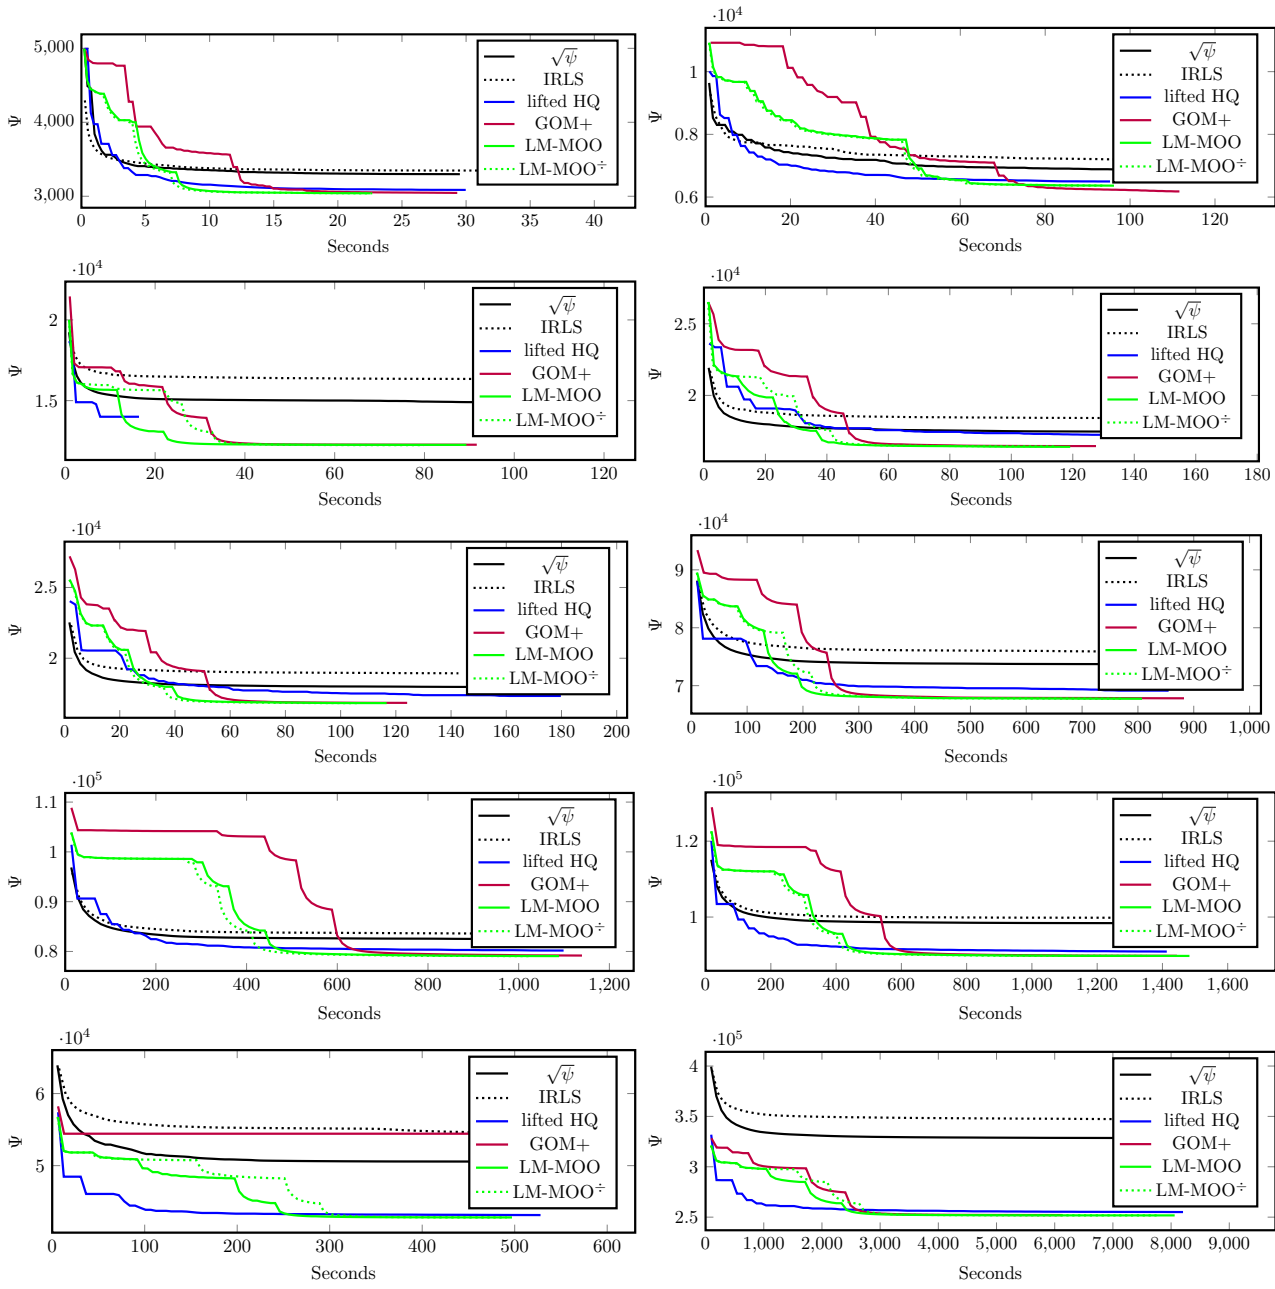 5,000
4,000
3,000
Ψ
0 5 10 15 20 25 30 35 40
Seconds
√ψ
IRLS
lifted HQ
GOM+
LM-MOO
LM-MOO÷
·10⁴
1
0.8
0.6
Ψ
0 20 40 60 80 100 120
Seconds
√ψ
IRLS
lifted HQ
GOM+
LM-MOO
LM-MOO÷
·10⁴
2
1.5
Ψ
0 20 40 60 80 100 120
Seconds
√ψ
IRLS
lifted HQ
GOM+
LM-MOO
LM-MOO÷
·10⁴
2.5
2
Ψ
0 20 40 60 80 100 120 140 160 180
Seconds
√ψ
IRLS
lifted HQ
GOM+
LM-MOO
LM-MOO÷
·10⁴
2.5
2
Ψ
0 20 40 60 80 100 120 140 160 180 200
Seconds
√ψ
IRLS
lifted HQ
GOM+
LM-MOO
LM-MOO÷
·10⁴
9
8
7
Ψ
0 100 200 300 400 500 600 700 800 900 1,000
Seconds
√ψ
IRLS
lifted HQ
GOM+
LM-MOO
LM-MOO÷
·10⁵
1.1
1
0.9
0.8
Ψ
0 200 400 600 800 1,000 1,200
Seconds
√ψ
IRLS
lifted HQ
GOM+
LM-MOO
LM-MOO÷
·10⁵
1.2
1
Ψ
0 200 400 600 800 1,000 1,200 1,400 1,600
Seconds
√ψ
IRLS
lifted HQ
GOM+
LM-MOO
LM-MOO÷
·10⁴
6
5
Ψ
0 100 200 300 400 500 600
Seconds
√ψ
IRLS
lifted HQ
GOM+
LM-MOO
LM-MOO÷
·10⁵
4
3.5
3
2.5
Ψ
0 1,000 2,000 3,000 4,000 5,000 6,000 7,000 8,000 9,000
Seconds
√ψ
IRLS
lifted HQ
GOM+
LM-MOO
LM-MOO÷